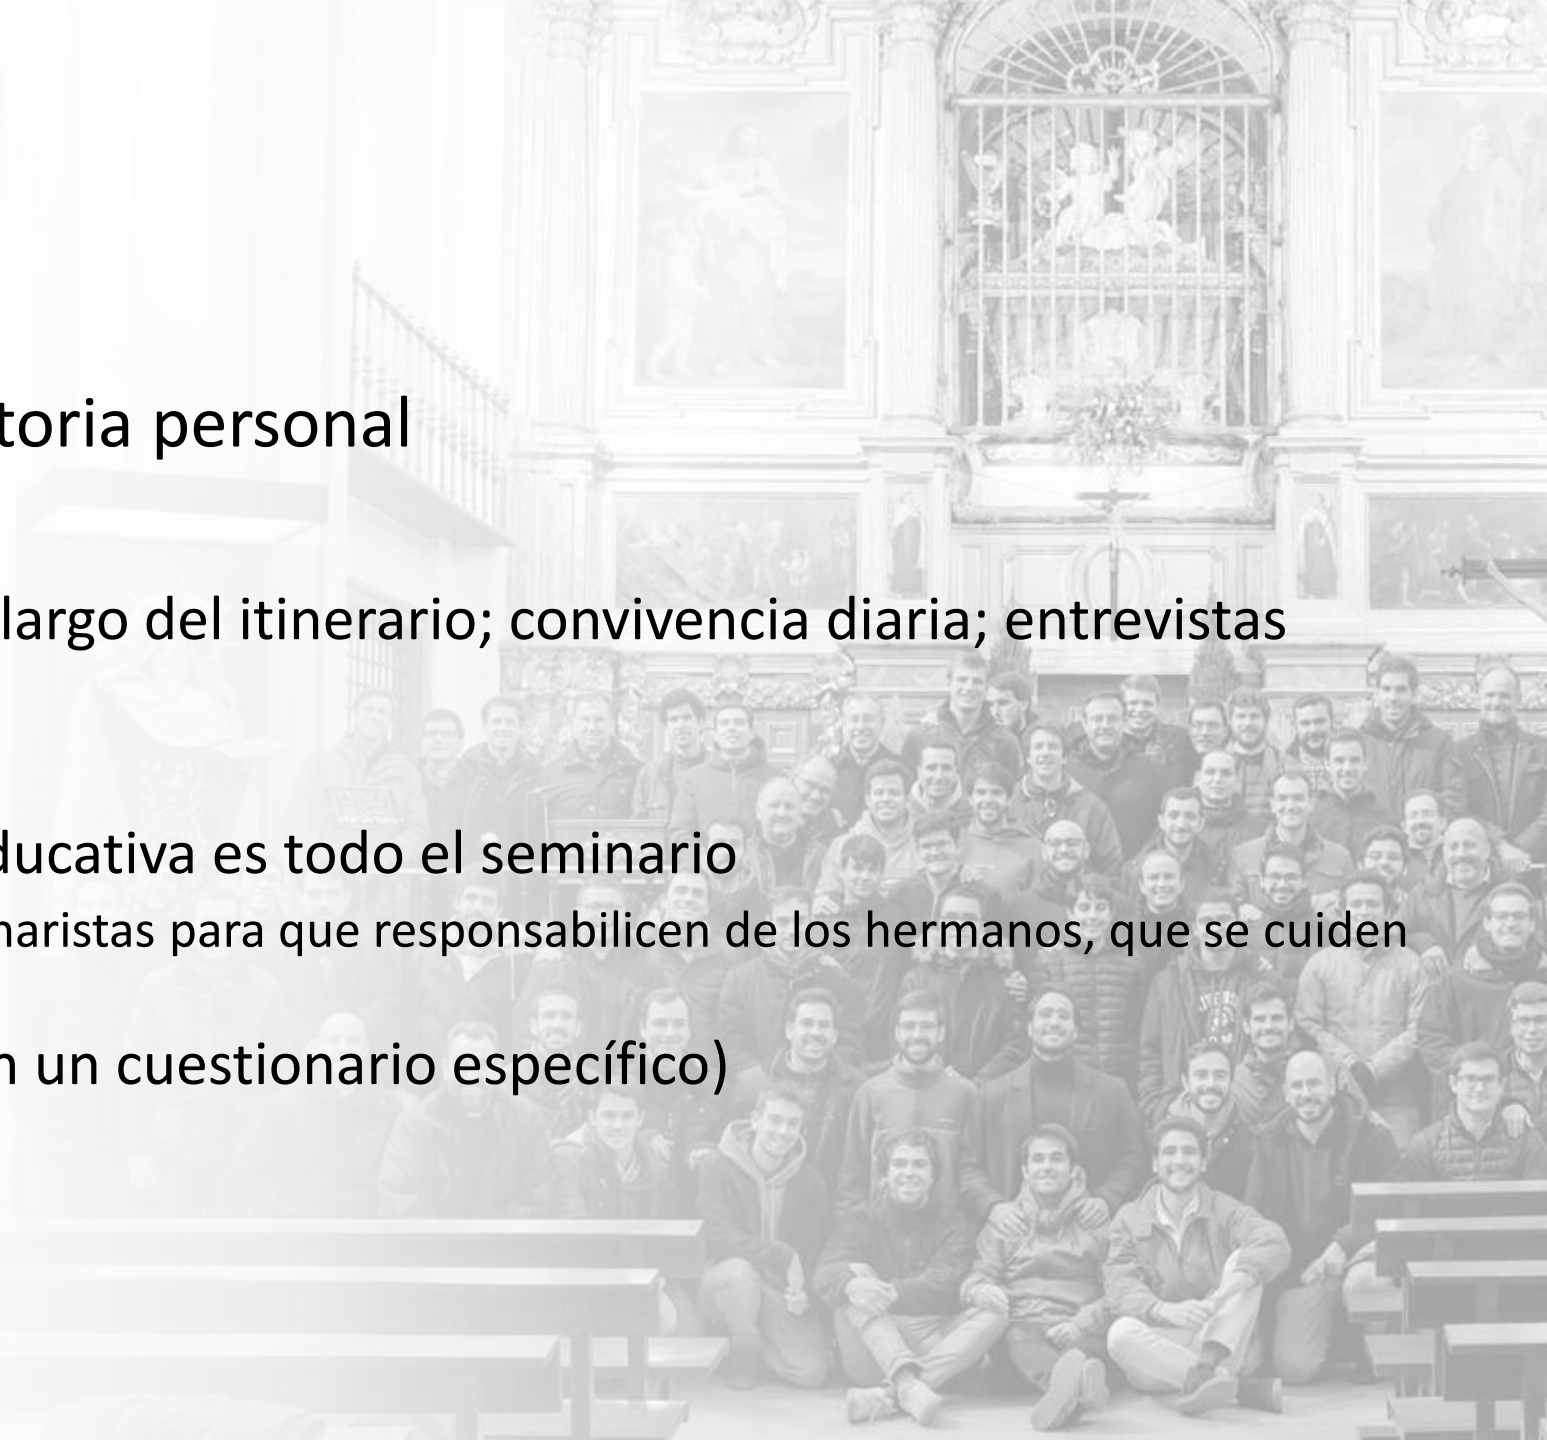 toria personal
largo del itinerario; convivencia diaria; entrevistas
ducativa es todo el seminario
naristas para que responsabilicen de los hermanos, que se cuiden
n un cuestionario específico)